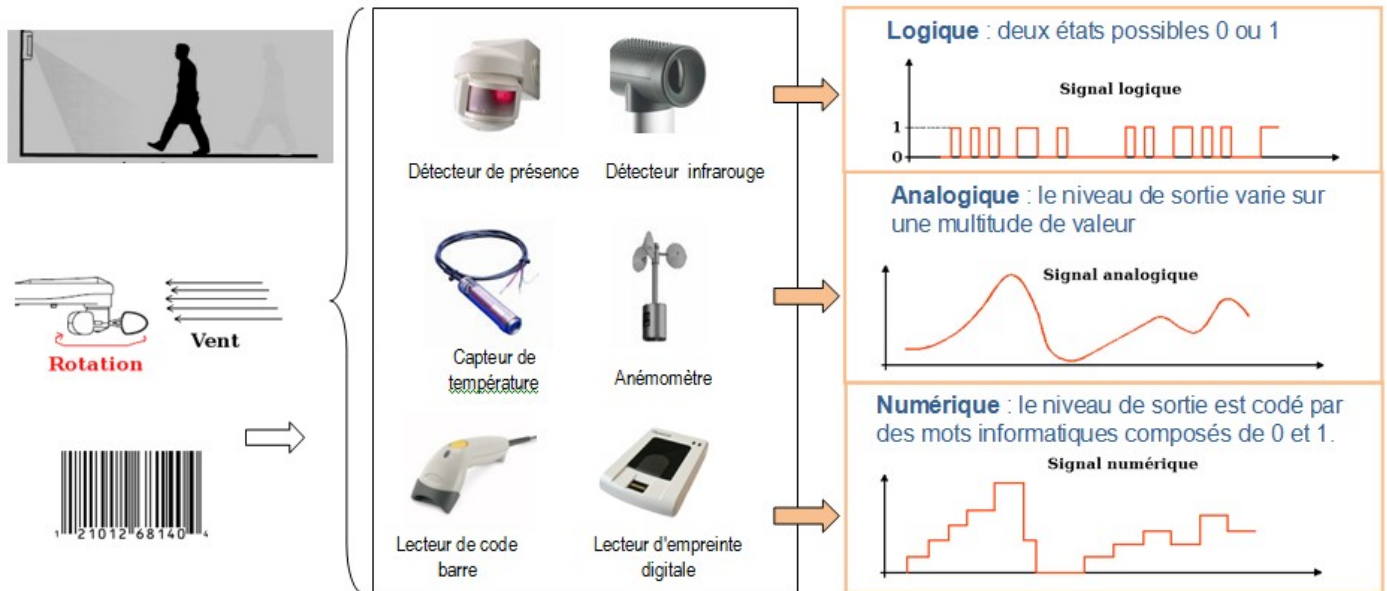 Vent
Rotation
1 21012 68140 4
Détecteur de présence
Détecteur infrarouge
Capteur de
température
Anémomètre
Lecteur de code
barre
Lecteur d'empreinte
digitale
Logique : deux états possibles 0 ou 1
Signal logique
1
0
Analogique : le niveau de sortie varie sur
une multitude de valeur
Signal analogique
Numérique : le niveau de sortie est codé par
des mots informatiques composés de 0 et 1.
Signal numérique